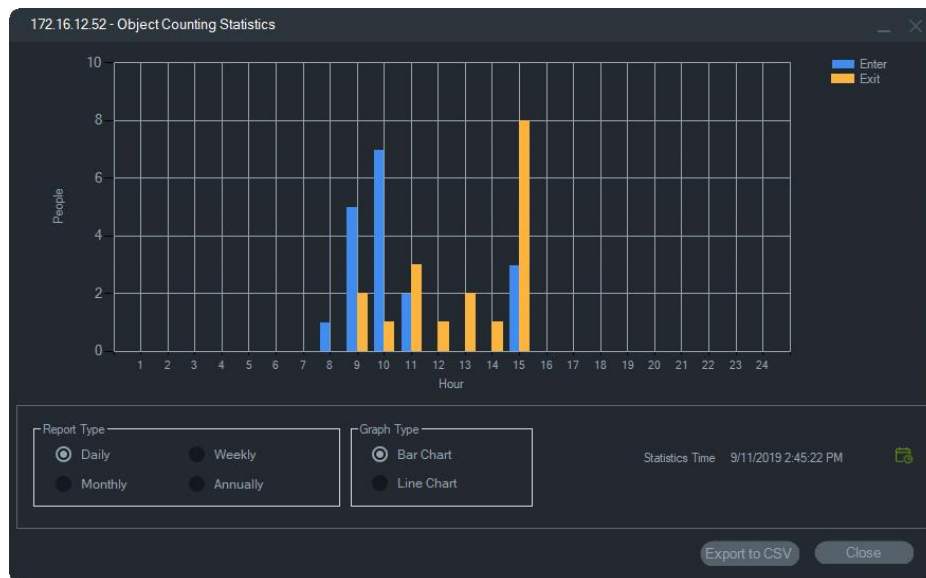 172.16.12.52 - Object Counting Statistics
Enter
Exit
10
8
6
4
2
0
People
1 2 3 4 5 6 7 8 9 10 11 12 13 14 15 16 17 18 19 20 21 22 23 24
Hour
Report Type
Daily Weekly
Monthly Annually
Graph Type
Bar Chart
Line Chart
Statistics Time 9/11/2019 2:45:22 PM
Export to CSV Close